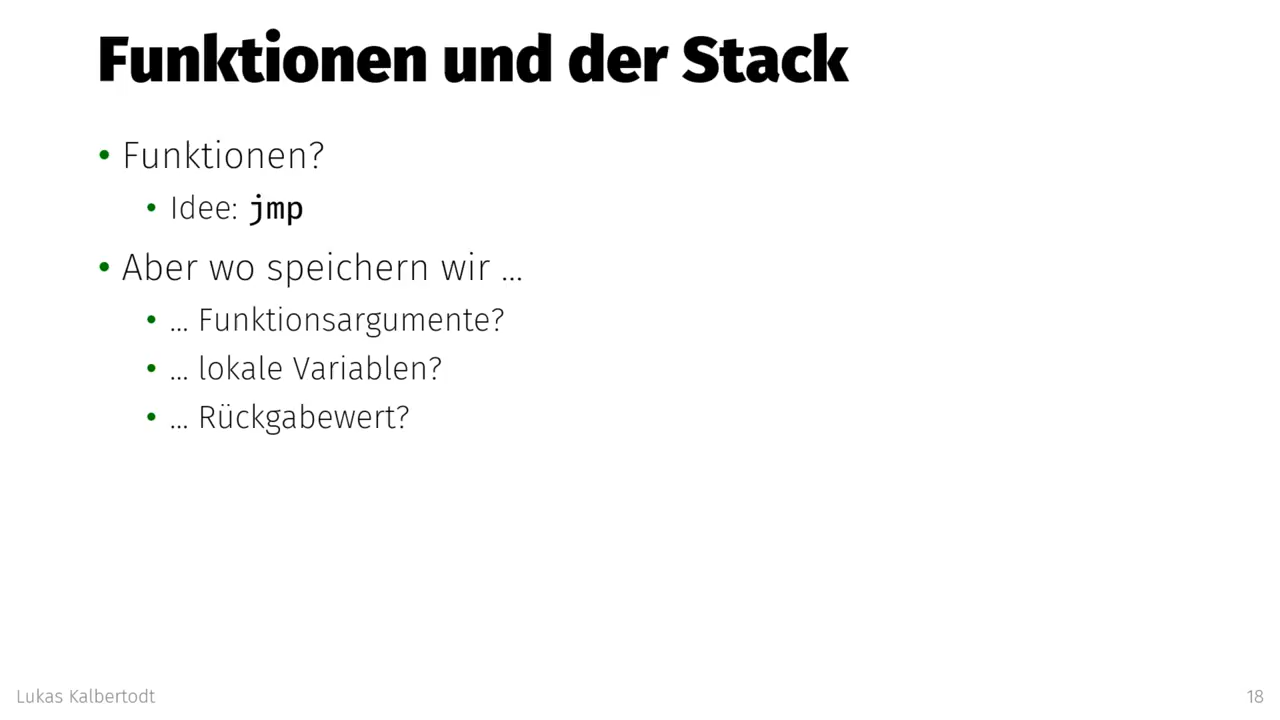 Funktionen und der Stack
• Funktionen?
• Idee: jmp
• Aber wo speichern wir ...
• ... Funktionsargumente?
• ... lokale Variablen?
• ... Rückgabewert?
Lukas Kalbertodt
18